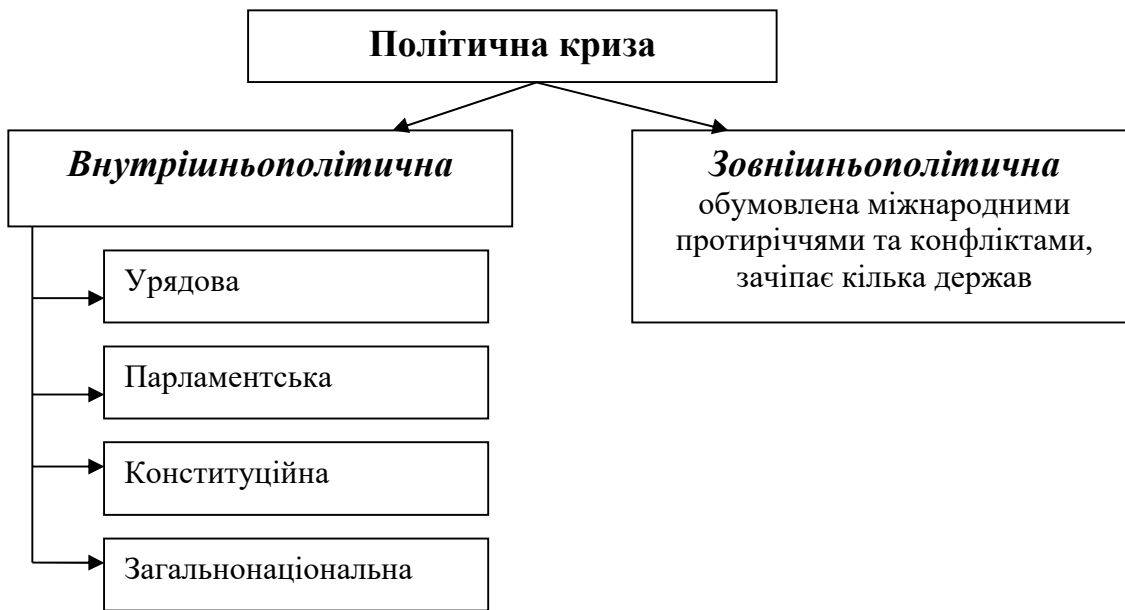 Політична криза
Внутрішньополітична
Зовнішньополітична
обумовлена міжнародними
протиріччями та конфліктами,
зачіпає кілька держав
Урядова
Парламентська
Конституційна
Загальнонаціональна